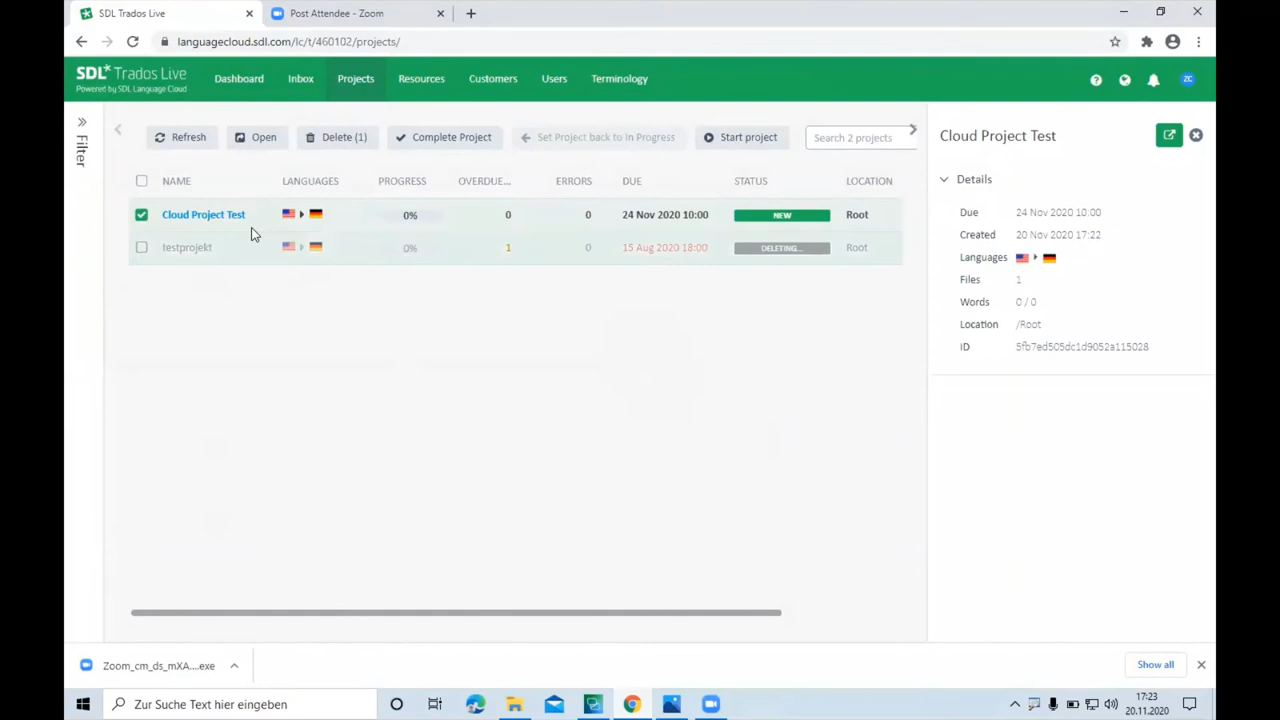 SDL Trados Live
Post Attendee - Zoom
languagecloud.sdl.com/lc/t/460102/projects/
SDL* Trados Live
Powered by SDL Language Cloud
Dashboard
Inbox
Projects
Resources
Customers
Users
Terminology
ZC
Filter
Refresh
Open
Delete (1)
Complete Project
Set Project back to In Progress
Start project
Search 2 projects
NAME LANGUAGES PROGRESS OVERDUE... ERRORS DUE STATUS LOCATION
Cloud Project Test 0% 0 0 24 Nov 2020 10:00 NEW Root
testprojekt 0% 1 0 15 Aug 2020 18:00 DELETING... Root
Cloud Project Test
Details
Due 24 Nov 2020 10:00
Created 20 Nov 2020 17:22
Languages
Files 1
Words 0 / 0
Location /Root
ID 5fb7ed505dc1d9052a115028
Zoom_cm_ds_mXA....exe
Show all
Zur Suche Text hier eingeben
17:23
20.11.2020